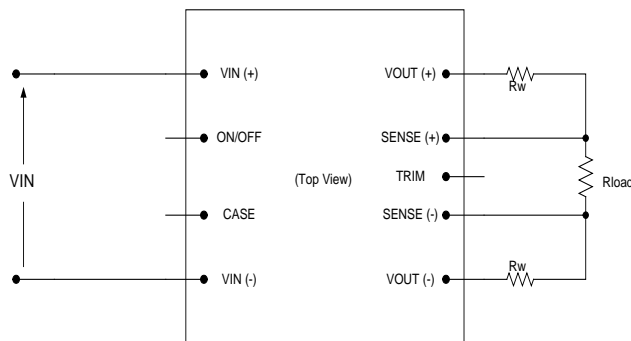 VIN (+)
VOUT (+)
Rw
ON/OFF
SENSE (+)
VIN
(Top View)
TRIM
Rload
CASE
SENSE (-)
VIN (-)
VOUT (-)
Rw